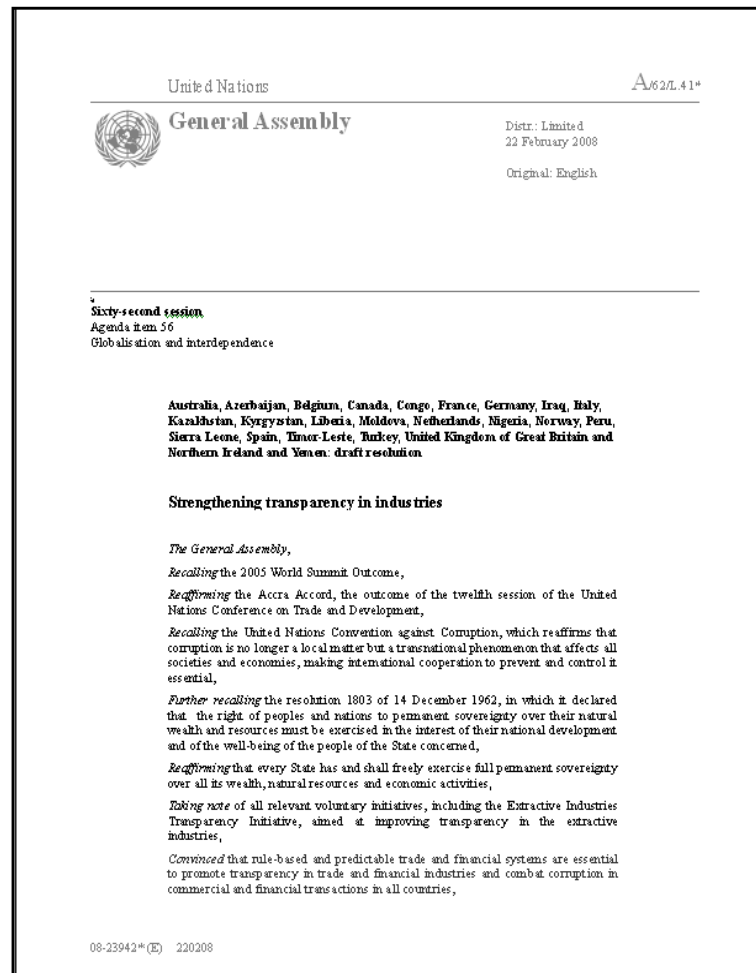 United Nations
A/62/L.41*
General Assembly
Distr.: Limited
22 February 2008
Original: English
*
Sixty-second session
Agenda item 56
Globalisation and interdependence
Australia, Azerbaijan, Belgium, Canada, Congo, France, Germany, Iraq, Italy,
Kazakhstan, Kyrgyzstan, Liberia, Moldova, Netherlands, Nigeria, Norway, Peru,
Sierra Leone, Spain, Timor-Leste, Turkey, United Kingdom of Great Britain and
Northern Ireland and Yemen: draft resolution
Strengthening transparency in industries
The General Assembly,
Recalling the 2005 World Summit Outcome,
Reaffirming the Accra Accord, the outcome of the twelfth session of the United
Nations Conference on Trade and Development,
Recalling the United Nations Convention against Corruption, which reaffirms that
corruption is no longer a local matter but a transnational phenomenon that affects all
societies and economies, making international cooperation to prevent and control it
essential,
Further recalling the resolution 1803 of 14 December 1962, in which it declared
that the right of peoples and nations to permanent sovereignty over their natural
wealth and resources must be exercised in the interest of their national development
and of the well-being of the people of the State concerned,
Reaffirming that every State has and shall freely exercise full permanent sovereignty
over all its wealth, natural resources and economic activities,
Taking note of all relevant voluntary initiatives, including the Extractive Industries
Transparency Initiative, aimed at improving transparency in the extractive
industries,
Convinced that rule-based and predictable trade and financial systems are essential
to promote transparency in trade and financial industries and combat corruption in
commercial and financial transactions in all countries,
08-23942* (E) 220208